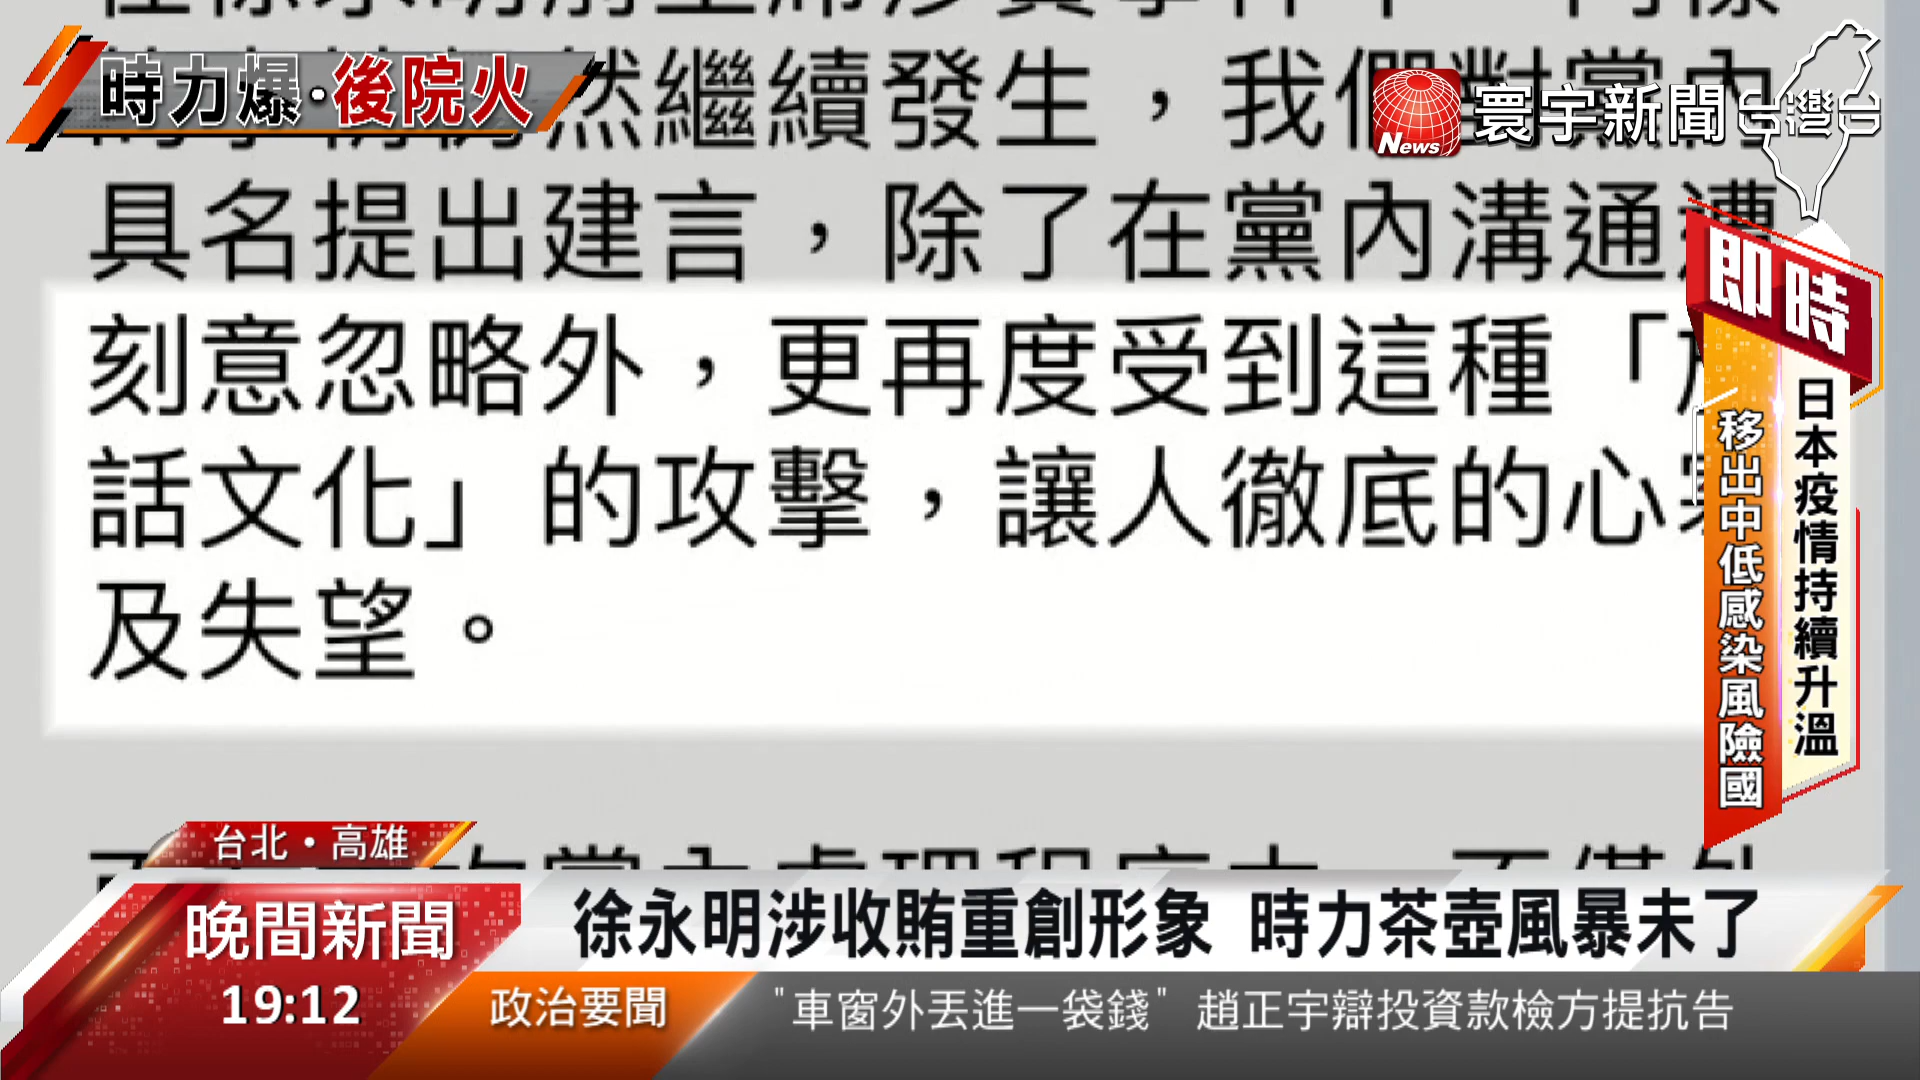 時力爆·後院火
然繼續發生，我們對黨內
寰宇新聞 台灣台
News
具名提出建言，除了在黨內溝通遭
刻意忽略外，更再度受到這種「
話文化」的攻擊，讓人徹底的心寒
及失望。
即時
日本疫情持續升溫
移出中低感染風險國
台北·高雄
晚間新聞
徐永明涉收賄重創形象 時力茶壺風暴未了
19:12
政治要聞
"車窗外丟進一袋錢" 趙正宇辯投資款檢方提抗告